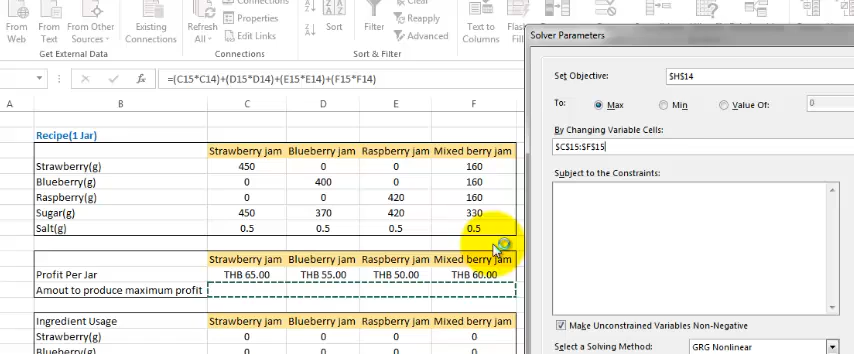 Connections
Clear
From From From Other Existing
Web Text Sources Connections
Refresh
All
Properties
Edit Links
Sort Filter
Reapply
Advanced
Text to
Columns
Get External Data Connections Sort & Filter
fx =(C15*C14)+(D15*D14)+(E15*E14)+(F15*F14)
A B C D E F
Recipe(1 Jar)
Strawberry jam Blueberry jam Raspberry jam Mixed berry jam
Strawberry(g) 450 0 0 160
Blueberry(g) 0 400 0 160
Raspberry(g) 0 0 420 160
Sugar(g) 450 370 420 330
Salt(g) 0.5 0.5 0.5 0.5
Strawberry jam Blueberry jam Raspberry jam Mixed berry jam
Profit Per Jar THB 65.00 THB 55.00 THB 50.00 THB 60.00
Amout to produce maximum profit
Ingredient Usage Strawberry jam Blueberry jam Raspberry jam Mixed berry jam
Strawberry(g) 0 0 0 0
Blueberry(g) 0 0 0 0
Solver Parameters
Set Objective: $H$14
To: Max Min Value Of: 0
By Changing Variable Cells:
$C$15:$F$15
Subject to the Constraints:
Make Unconstrained Variables Non-Negative
Select a Solving Method: GRG Nonlinear